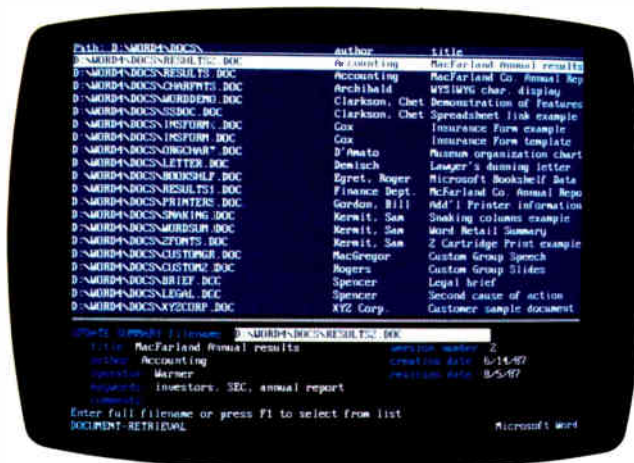 Path: D:\WORD4\DOCS\ author title
D:\WORD4\DOCS\RESULTS2.DOC Accounting MacFarland Annual results
D:\WORD4\DOCS\RESULTS.DOC Accounting MacFarland Co. Annual Rep
D:\WORD4\DOCS\CHARFMTS.DOC Archibald WYSIWYG char. display
D:\WORD4\DOCS\WORDDEMO.DOC Clarkson, Chet Demonstration of Features
D:\WORD4\DOCS\SSDOC.DOC Clarkson, Chet Spreadsheet link example
D:\WORD4\DOCS\ Cox Insurance Form example
D:\WORD4\DOCS\INSFORM.DOC Cox Insurance Form template
D:\WORD4\DOCS\ D'Amato Museum organization chart
D:\WORD4\DOCS\LETTER.DOC Demisch Lawyer's dunning letter
D:\WORD4\DOCS\BOOKSHLF.DOC Egret, Roger Microsoft Bookshelf Data
D:\WORD4\DOCS\RESULTS1.DOC Finance Dept. McFarland Co. Annual Repo
D:\WORD4\DOCS\PRINTERS.DOC Gordon, Bill Add'l Printer information
D:\WORD4\DOCS\SNAKING.DOC Kermit, Sam Snaking columns example
D:\WORD4\DOCS\WORDSUM.DOC Kermit, Sam Word Retail Summary
D:\WORD4\DOCS\ZFONTS.DOC Kermit, Sam Z Cartridge Print example
D:\WORD4\DOCS\CUSTOMGR.DOC MacGregor Custom Group Speech
D:\WORD4\DOCS\CUSTOM2.DOC Rogers Custom Group Slides
D:\WORD4\DOCS\BRIEF.DOC Spencer Legal brief
D:\WORD4\DOCS\LEGAL.DOC Spencer Second cause of action
D:\WORD4\DOCS\XYZCORP.DOC XYZ Corp. Customer sample document
UPDATE SUMMARY filename: D:\WORD4\DOCS\RESULTS2.DOC
title: MacFarland Annual results version number: 2
author: Accounting creation date: 6/14/87
operator: Warner revision date: 8/5/87
keywords: investors, SEC, annual report
comments:
Enter full filename or press F1 to select from list
DOCUMENT-RETRIEVAL Microsoft Word